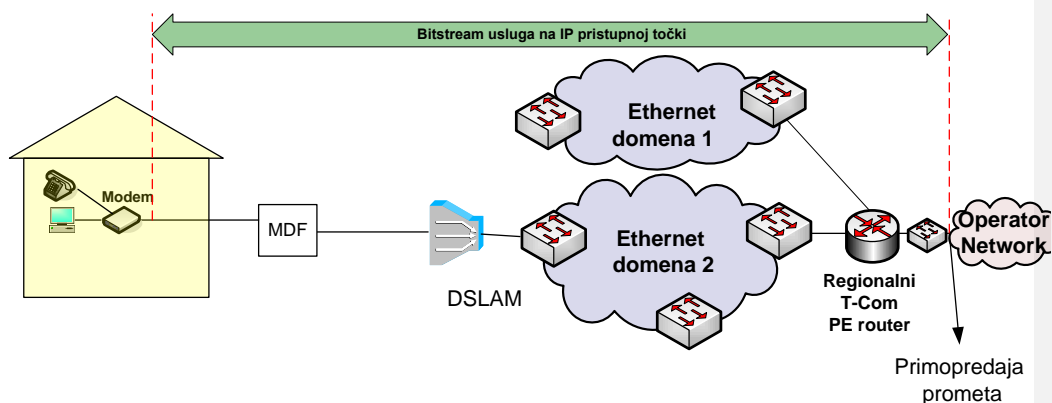 Bitstream usluga na IP pristupnoj točki
Ethernet
domena 1
Modem
MDF
DSLAM
Ethernet
domena 2
Regionalni
T-Com
PE router
Operator
Network
Primopredaja
prometa